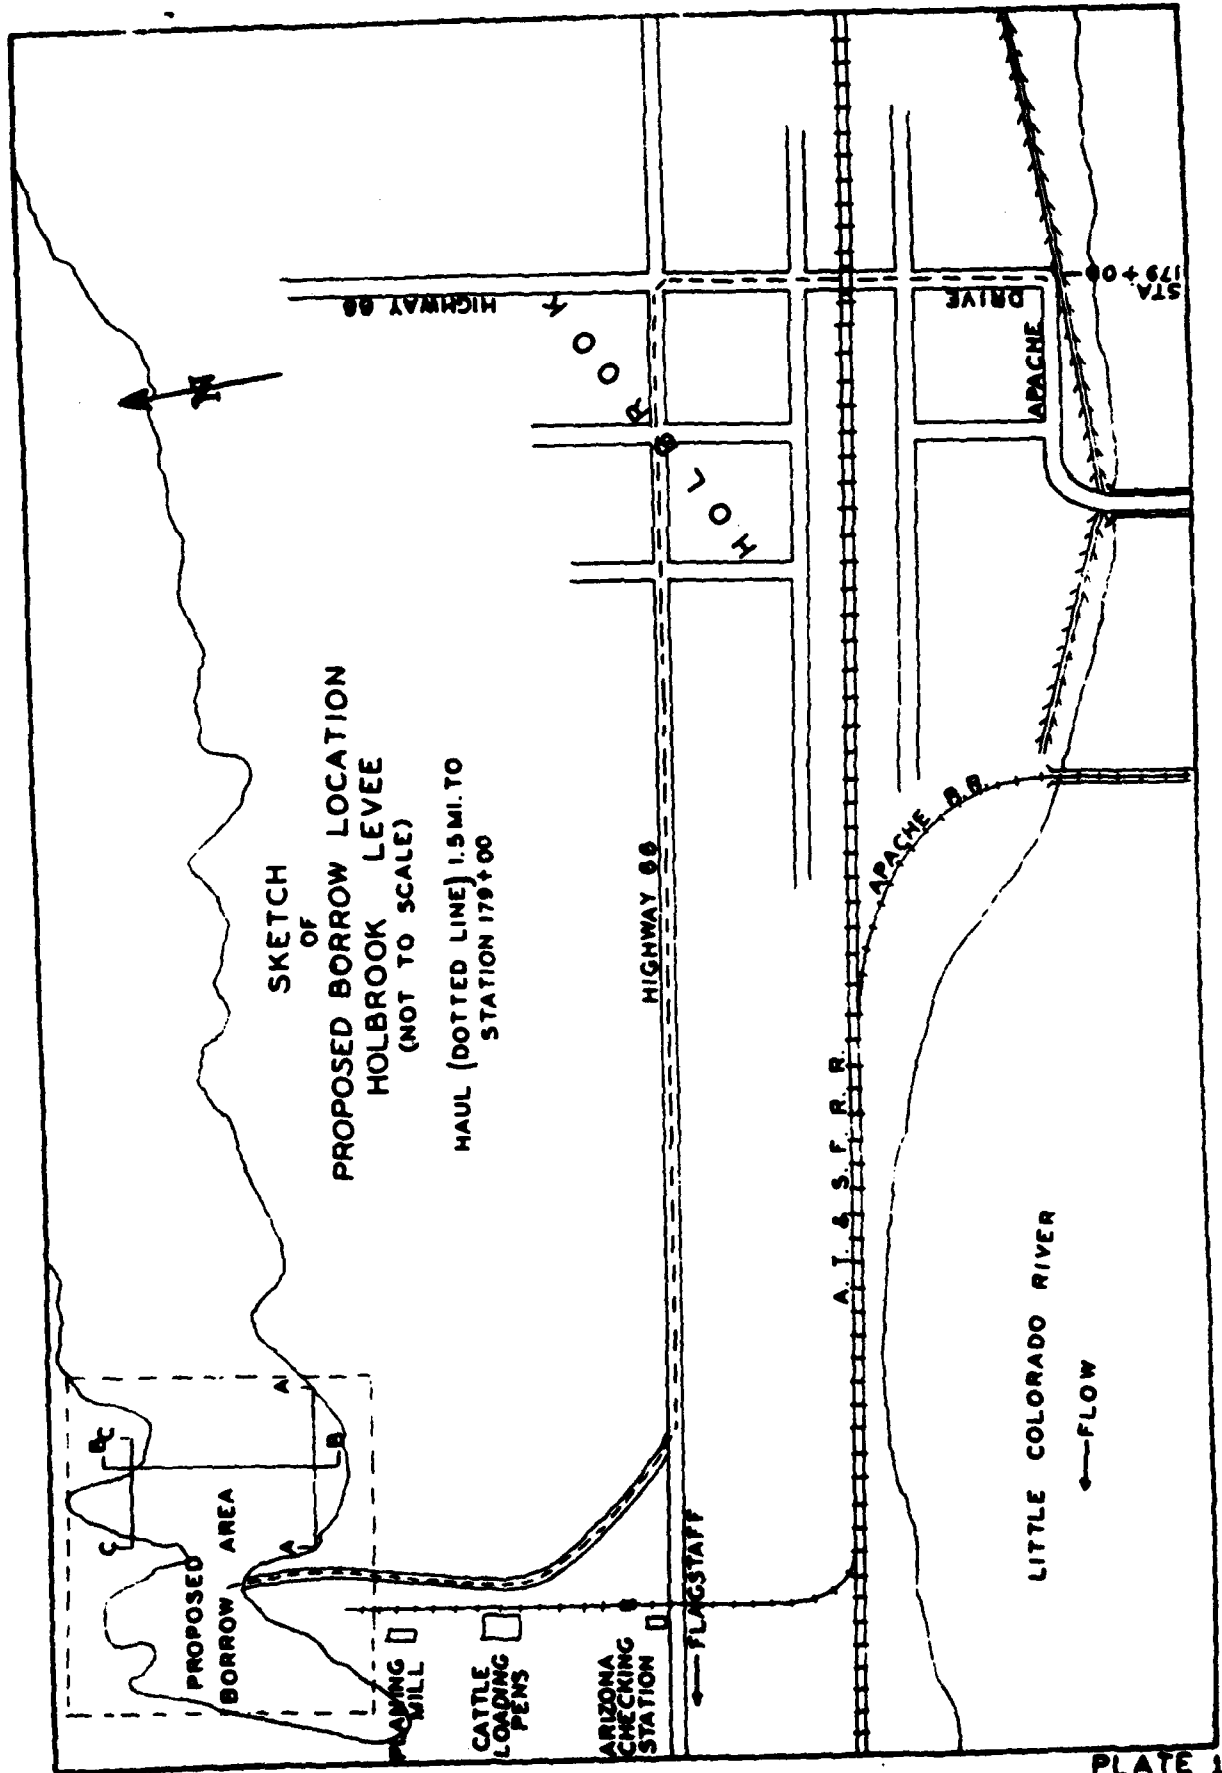 SKETCH
OF
PROPOSED BORROW LOCATION
HOLBROOK LEVEE
(NOT TO SCALE)
HAUL (DOTTED LINE) 1.5 MI. TO
STATION 179+00
HIGHWAY 66
N
HOLBROOK
HIGHWAY 66
A. T. & S. F. R. R.
APACHE R.R.
APACHE
DRIVE
STA.
179+00
LITTLE COLORADO RIVER
←FLOW
←FLAGSTAFF
PROPOSED
BORROW AREA
A
A
B
B
C
C
PLANING
MILL
CATTLE
LOADING
PENS
ARIZONA
CHECKING
STATION
PLATE 1